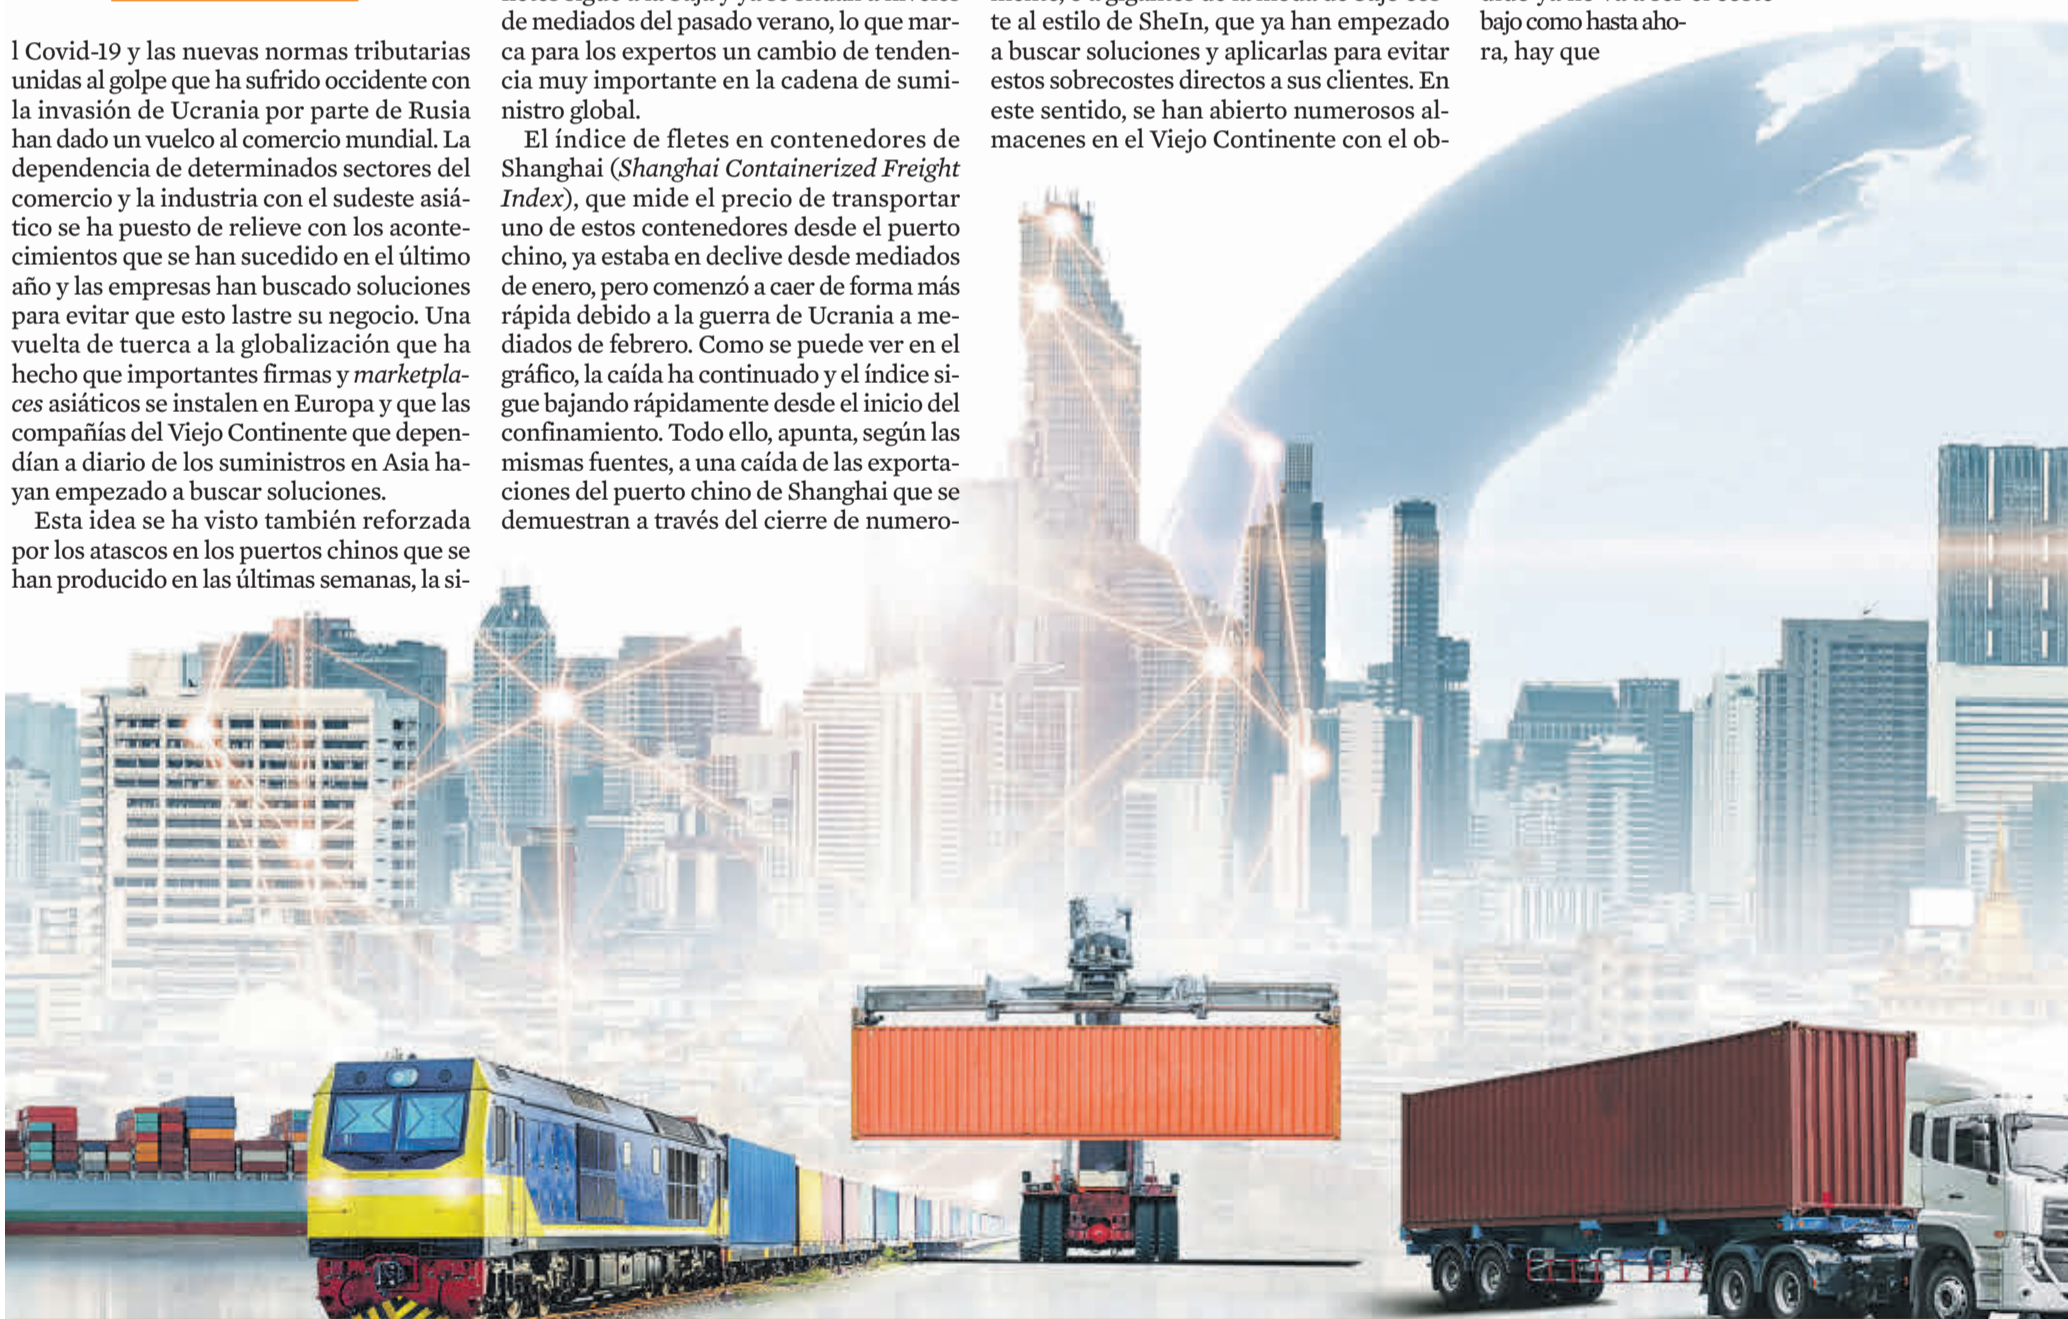 l Covid-19 y las nuevas normas tributarias
unidas al golpe que ha sufrido occidente con
la invasión de Ucrania por parte de Rusia
han dado un vuelco al comercio mundial. La
dependencia de determinados sectores del
comercio y la industria con el sudeste asiá-
tico se ha puesto de relieve con los aconte-
cimientos que se han sucedido en el último
año y las empresas han buscado soluciones
para evitar que esto lastre su negocio. Una
vuelta de tuerca a la globalización que ha
hecho que importantes firmas y marketpla-
ces asiáticos se instalen en Europa y que las
compañías del Viejo Continente que depen-
dían a diario de los suministros en Asia ha-
yan empezado a buscar soluciones.
Esta idea se ha visto también reforzada
por los atascos en los puertos chinos que se
han producido en las últimas semanas, la si-
de mediados del pasado verano, lo que mar-
ca para los expertos un cambio de tenden-
cia muy importante en la cadena de sumi-
nistro global.
El índice de fletes en contenedores de
Shanghai (Shanghai Containerized Freight
Index), que mide el precio de transportar
uno de estos contenedores desde el puerto
chino, ya estaba en declive desde mediados
de enero, pero comenzó a caer de forma más
rápida debido a la guerra de Ucrania a me-
diados de febrero. Como se puede ver en el
gráfico, la caída ha continuado y el índice si-
gue bajando rápidamente desde el inicio del
confinamiento. Todo ello, apunta, según las
mismas fuentes, a una caída de las exporta-
ciones del puerto chino de Shanghai que se
demuestran a través del cierre de numero-
te al estilo de SheIn, que ya han empezado
a buscar soluciones y aplicarlas para evitar
estos sobrecostes directos a sus clientes. En
este sentido, se han abierto numerosos al-
macenes en el Viejo Continente con el ob-
bajo como hasta aho-
ra, hay que